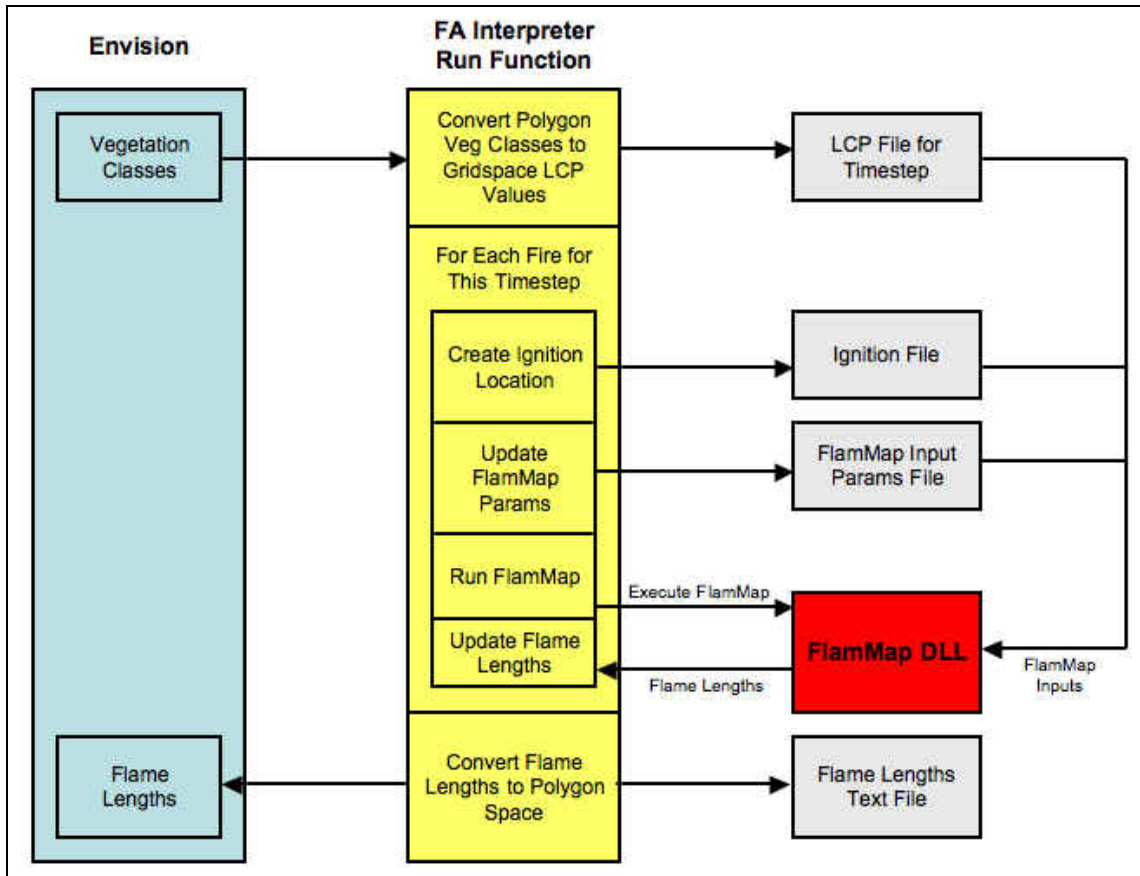 Envision
FA Interpreter
Run Function
Vegetation
Classes
Convert Polygon
Veg Classes to
Gridspace LCP
Values
LCP File for
Timestep
For Each Fire for
This Timestep
Create Ignition
Location
Ignition File
Update
FlamMap
Params
FlamMap Input
Params File
Run FlamMap
Execute FlamMap
Update Flame
Lengths
Flame Lengths
FlamMap DLL
FlamMap
Inputs
Flame
Lengths
Convert Flame
Lengths to Polygon
Space
Flame Lengths
Text File